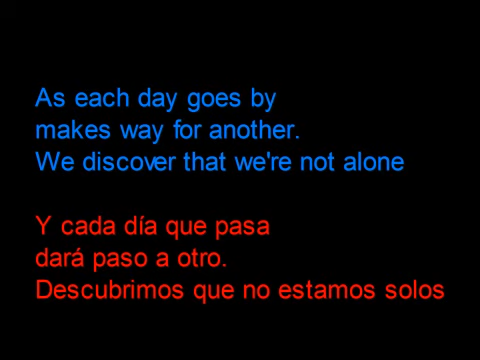 As each day goes by
makes way for another.
We discover that we're not alone
Y cada día que pasa
dará paso a otro.
Descubrimos que no estamos solos